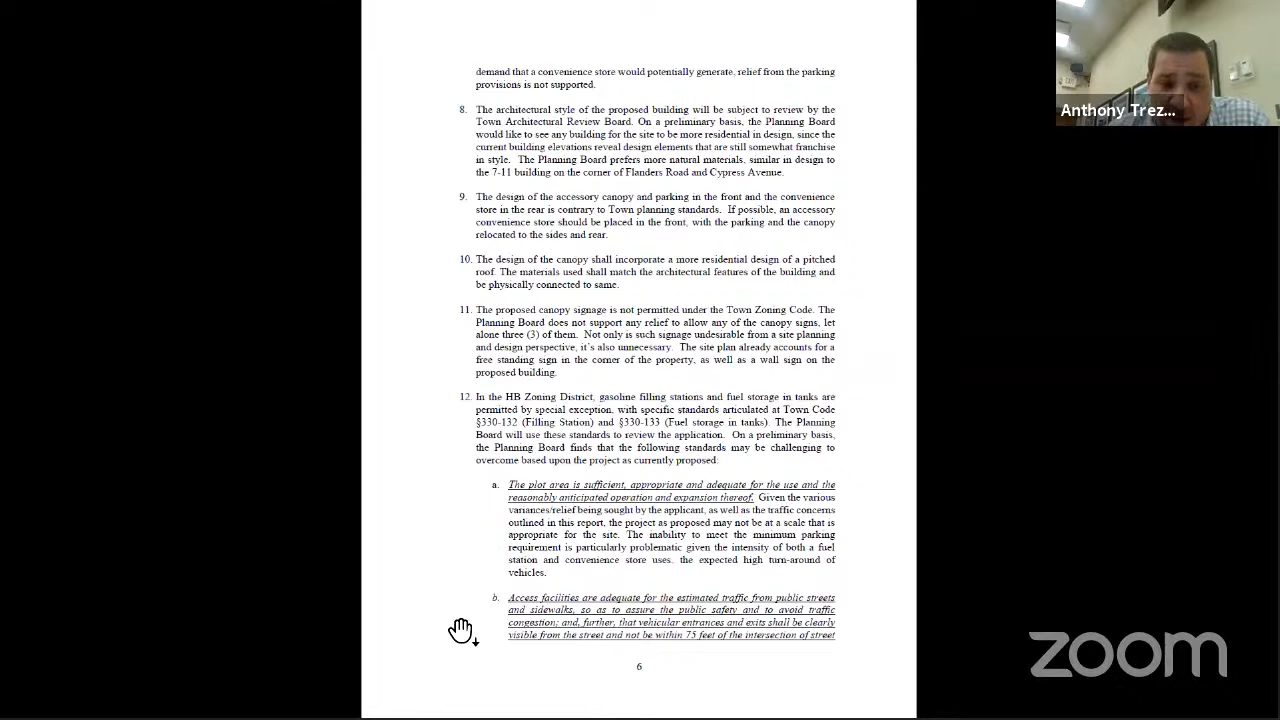 demand that a convenience store would potentially generate, relief from the parking
provisions is not supported.
8. The architectural style of the proposed building will be subject to review by the
Town Architectural Review Board. On a preliminary basis, the Planning Board
would like to see any building for the site to be more residential in design, since the
current building elevations reveal design elements that are still somewhat franchise
in style. The Planning Board prefers more natural materials, similar in design to
the 7-11 building on the corner of Flanders Road and Cypress Avenue.
9. The design of the accessory canopy and parking in the front and the convenience
store in the rear is contrary to Town planning standards. If possible, an accessory
convenience store should be placed in the front, with the parking and the canopy
relocated to the sides and rear.
10. The design of the canopy shall incorporate a more residential design of a pitched
roof. The materials used shall match the architectural features of the building and
be physically connected to same.
11. The proposed canopy signage is not permitted under the Town Zoning Code. The
Planning Board does not support any relief to allow any of the canopy signs, let
alone three (3) of them. Not only is such signage undesirable from a site planning
and design perspective, it's also unnecessary. The site plan already accounts for a
free standing sign in the corner of the property, as well as a wall sign on the
proposed building.
12. In the HB Zoning District, gasoline filling stations and fuel storage in tanks are
permitted by special exception, with specific standards articulated at Town Code
§330-132 (Filling Station) and §330-133 (Fuel storage in tanks). The Planning
Board will use these standards to review the application. On a preliminary basis,
the Planning Board finds that the following standards may be challenging to
overcome based upon the project as currently proposed:
a. The plot area is sufficient, appropriate and adequate for the use and the
reasonably anticipated operation and expansion thereof. Given the various
variances/relief being sought by the applicant, as well as the traffic concerns
outlined in this report, the project as proposed may not be at a scale that is
appropriate for the site. The inability to meet the minimum parking
requirement is particularly problematic given the intensity of both a fuel
station and convenience store uses, the expected high turn-around of
vehicles.
b. Access facilities are adequate for the estimated traffic from public streets
and sidewalks, so as to assure the public safety and to avoid traffic
congestion; and, further, that vehicular entrances and exits shall be clearly
visible from the street and not be within 75 feet of the intersection of street
6
Anthony Trez...
zoom